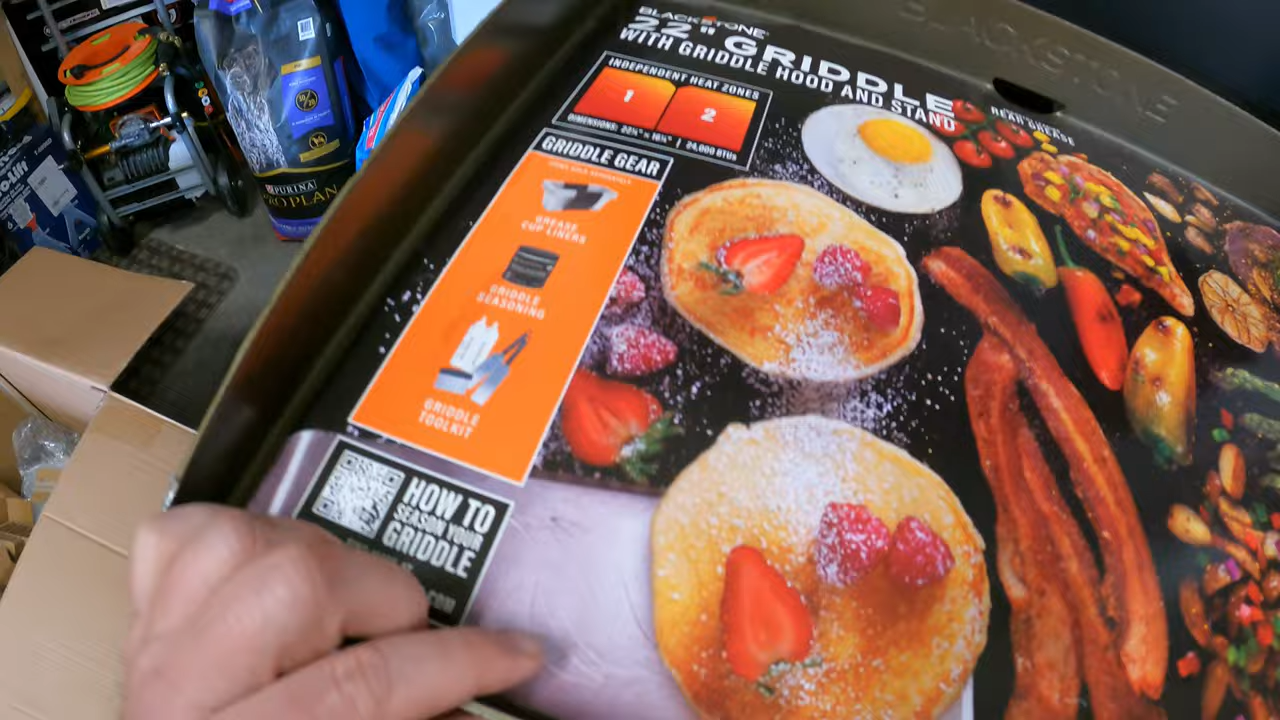 BLACKSTONE
22" GRIDDLE
WITH GRIDDLE HOOD AND STAND
INDEPENDENT HEAT ZONES
1
2
24,000 BTUs
REAR GREASE
BLACKSTONE
GRIDDLE GEAR
GREASE
CUP LINERS
GRIDDLE
SEASONING
GRIDDLE
TOOLKIT
HOW TO
SEASON YOUR
GRIDDLE
.com
PURINA
PRO PLAN